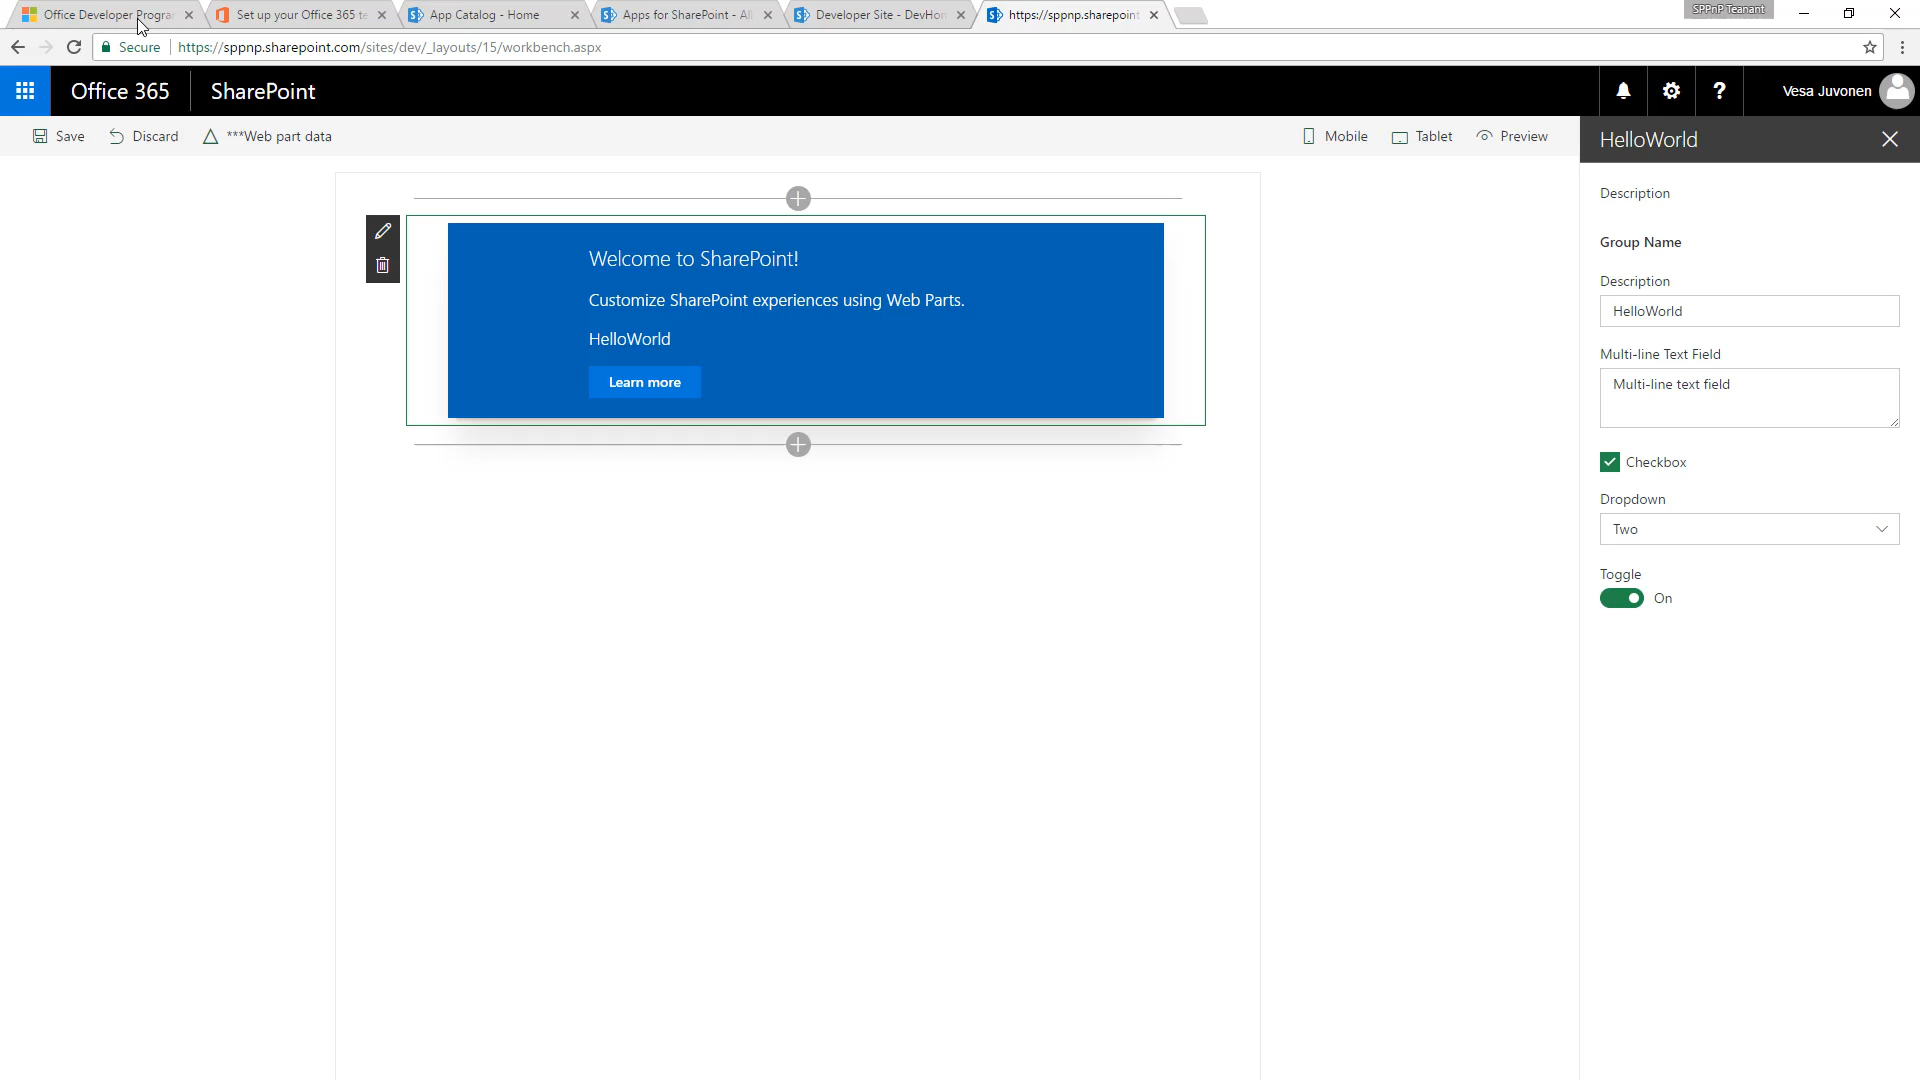 Office Developer Progra
Set up your Office 365 te
App Catalog - Home
Apps for SharePoint - All
Developer Site - DevHom
https://sppnp.sharepoint
SPPnP Teanant
Secure
https://sppnp.sharepoint.com/sites/dev/_layouts/15/workbench.aspx
Office 365
SharePoint
Vesa Juvonen
Save
Discard
***Web part data
Mobile
Tablet
Preview
HelloWorld
Description
Group Name
Description
HelloWorld
Multi-line Text Field
Multi-line text field
Checkbox
Dropdown
Two
Toggle
On
Welcome to SharePoint!
Customize SharePoint experiences using Web Parts.
HelloWorld
Learn more